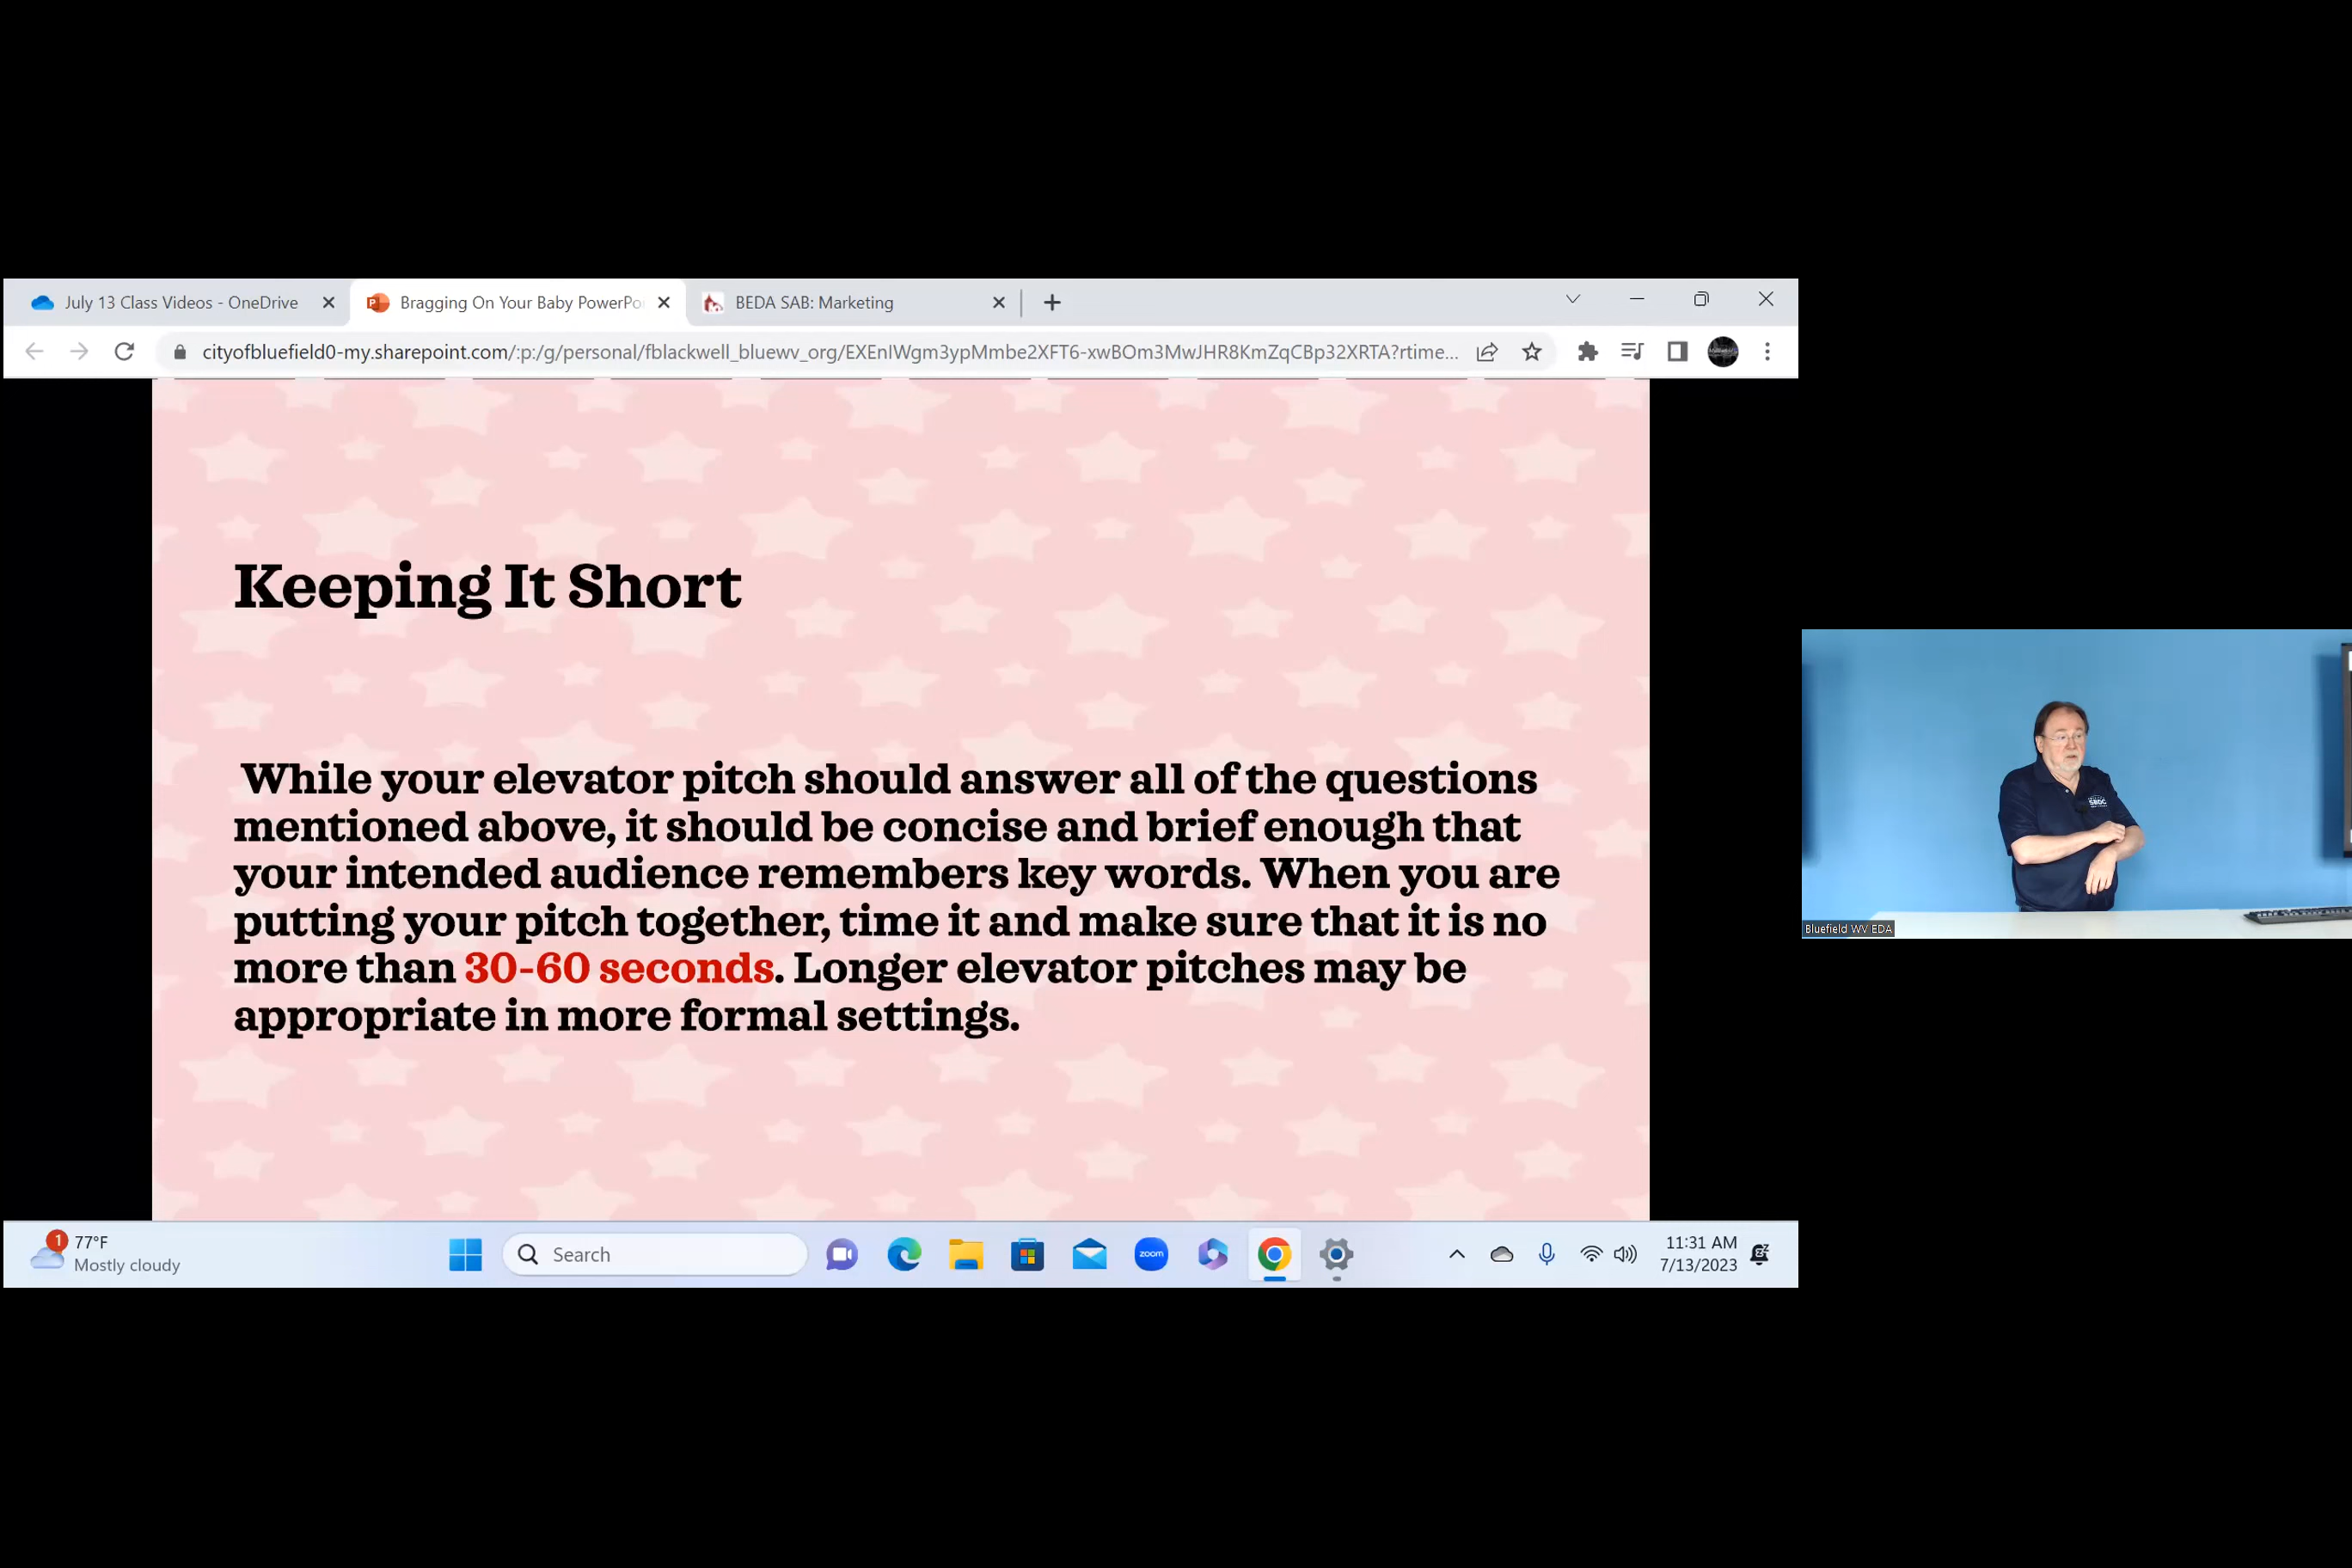 July 13 Class Videos - OneDrive
Bragging On Your Baby PowerPo
BEDA SAB: Marketing
cityofbluefield0-my.sharepoint.com/:p:/g/personal/fblackwell_bluewv_org/EXEnIWgm3ypMmbe2XFT6-xwBOm3MwJHR8KmZqCBp32XRTA?rtime...
Keeping It Short
While your elevator pitch should answer all of the questions
mentioned above, it should be concise and brief enough that
your intended audience remembers key words. When you are
putting your pitch together, time it and make sure that it is no
more than 30-60 seconds. Longer elevator pitches may be
appropriate in more formal settings.
SBDC
Bluefield WV EDA
1
77°F
Mostly cloudy
Search
zoom
11:31 AM
7/13/2023